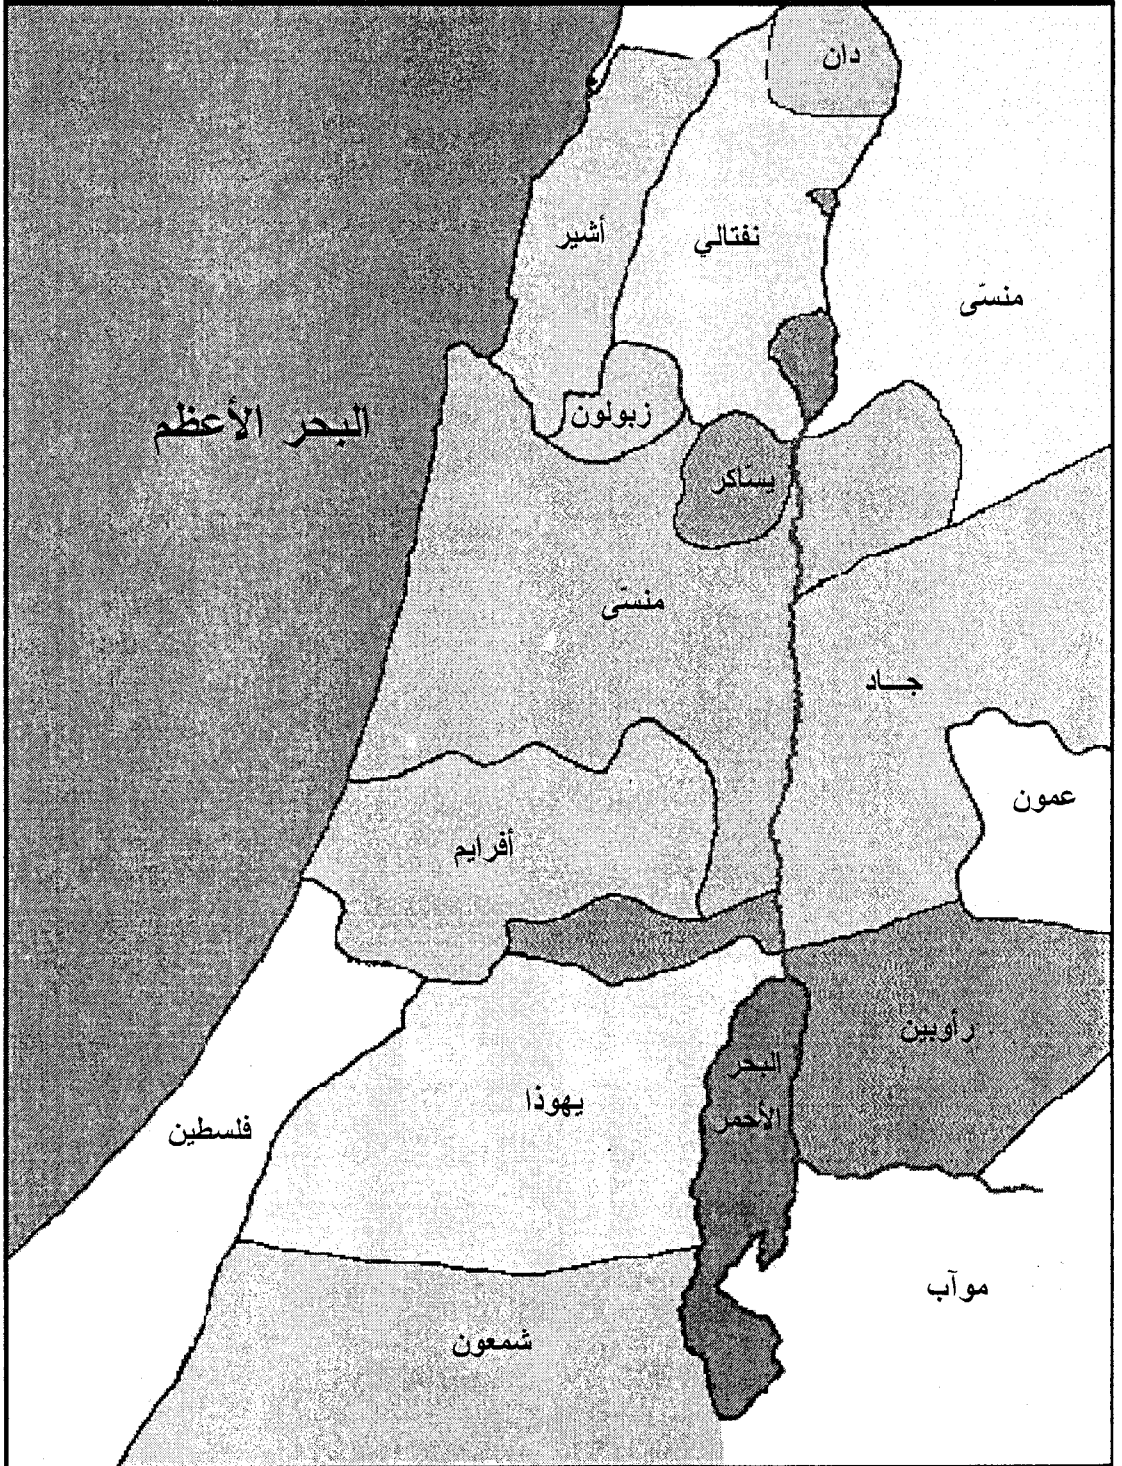 دان
أشير
نفتالي
منسّى
البحر الأعظم
زبولون
يسّاكر
منسّى
جـــاد
عمون
أفرايم
رأوبين
البحر
الأحمر
يهوذا
فلسطين
موآب
شمعون